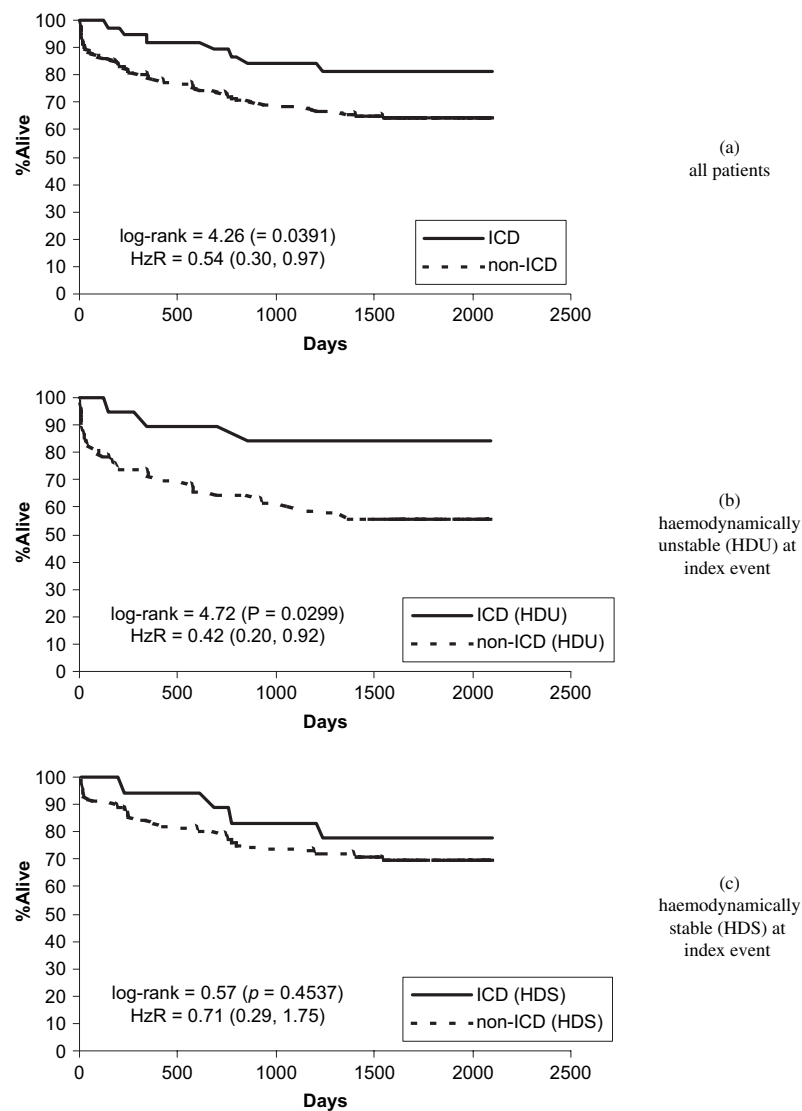 100
90
80
70
60
50
40
30
20
10
0
%Alive
log-rank = 4.26 (= 0.0391)
HzR = 0.54 (0.30, 0.97)
ICD
non-ICD
0 500 1000 1500 2000 2500
Days
(a)
all patients
100
90
80
70
60
50
40
30
20
10
0
%Alive
log-rank = 4.72 (P = 0.0299)
HzR = 0.42 (0.20, 0.92)
ICD (HDU)
non-ICD (HDU)
0 500 1000 1500 2000 2500
Days
(b)
haemodynamically
unstable (HDU) at
index event
100
90
80
70
60
50
40
30
20
10
0
%Alive
log-rank = 0.57 (p = 0.4537)
HzR = 0.71 (0.29, 1.75)
ICD (HDS)
non-ICD (HDS)
0 500 1000 1500 2000 2500
Days
(c)
haemodynamically
stable (HDS) at
index event